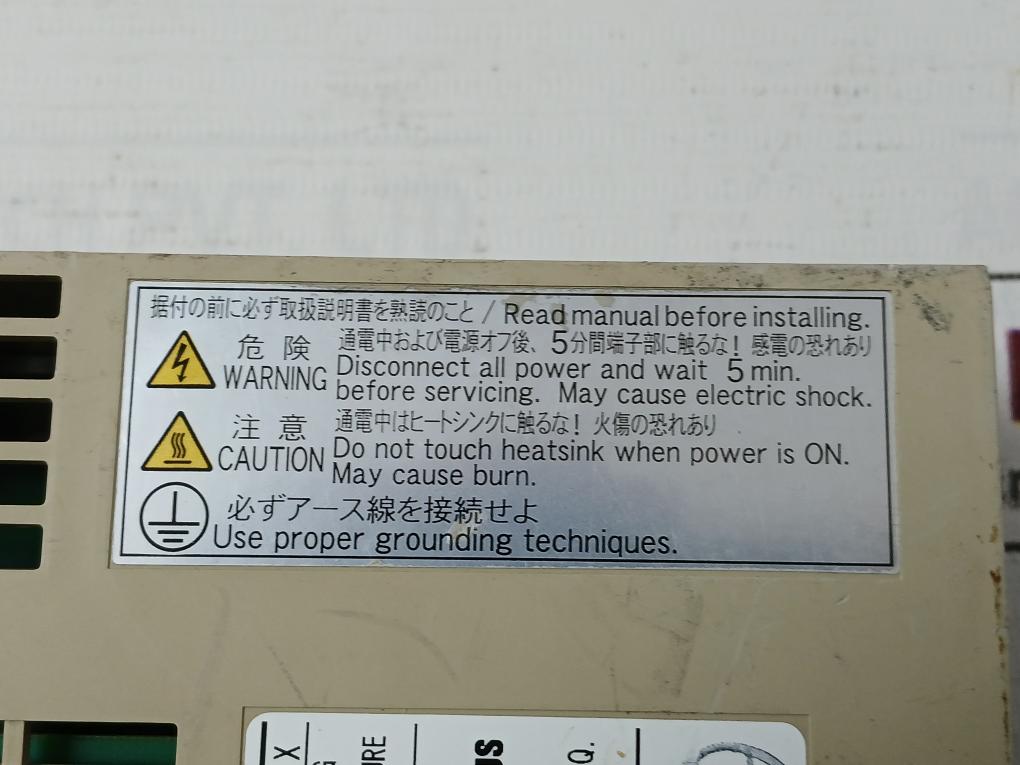 据付の前に必ず取扱説明書を熟読のこと / Read manual before installing.
危 険 通電中および電源オフ後、5分間端子部に触るな! 感電の恐れあり
WARNING Disconnect all power and wait 5 min.
before servicing. May cause electric shock.
注 意 通電中はヒートシンクに触るな! 火傷の恐れあり
CAUTION Do not touch heatsink when power is ON.
May cause burn.
必ずアース線を接続せよ
Use proper grounding techniques.